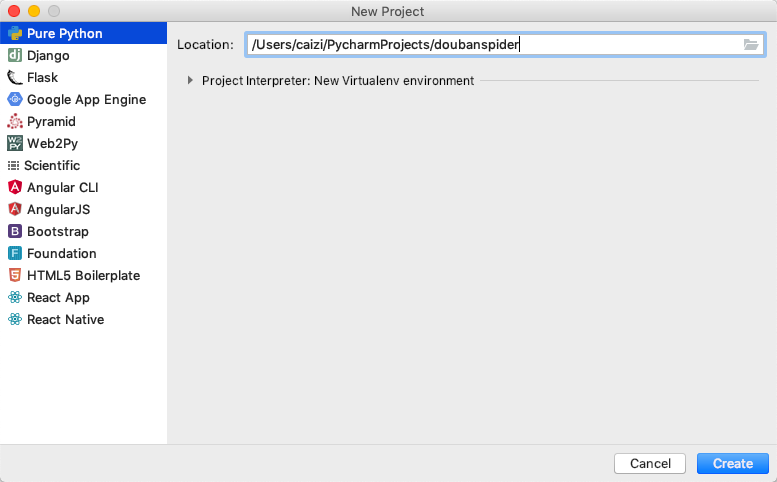 New Project
Pure Python
Django
Flask
Google App Engine
Pyramid
Web2Py
Scientific
Angular CLI
AngularJS
Bootstrap
Foundation
HTML5 Boilerplate
React App
React Native
Location: /Users/caizi/PycharmProjects/doubanspider
Project Interpreter: New Virtualenv environment
Cancel
Create